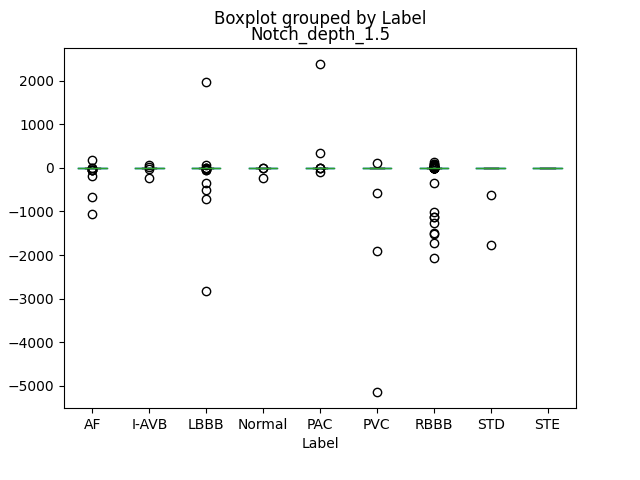 Boxplot grouped by Label
Notch_depth_1.5
2000
1000
0
−1000
−2000
−3000
−4000
−5000
AF I-AVB LBBB Normal PAC PVC RBBB STD STE
Label